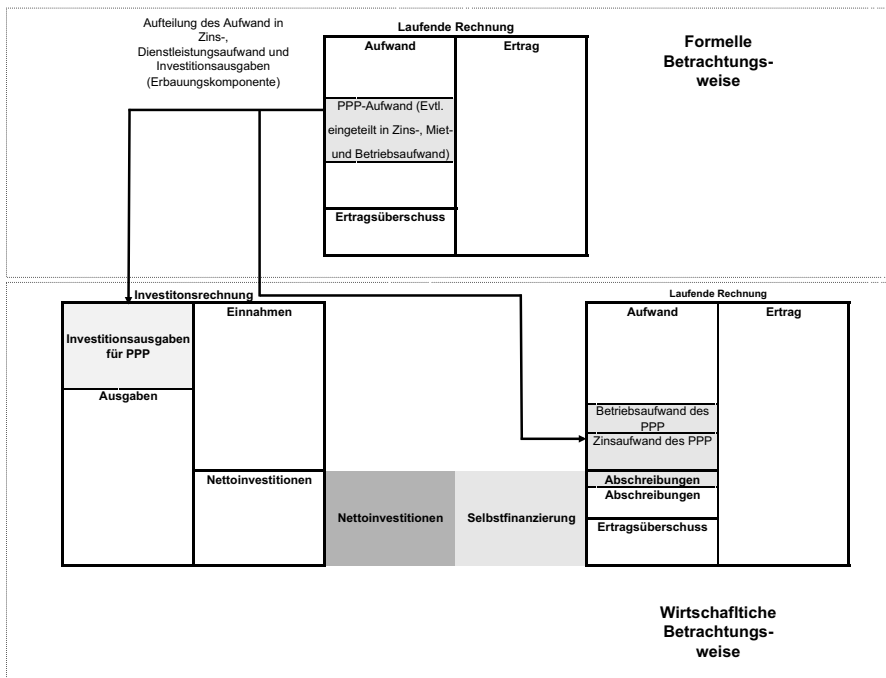 Aufteilung des Aufwand in
Zins-,
Dienstleistungsaufwand und
Investitionsausgaben
(Erbauungskomponente)
Laufende Rechnung
Aufwand
Ertrag
PPP-Aufwand (Evtl.
eingeteilt in Zins-, Miet-
und Betriebsaufwand)
Ertragsüberschuss
Formelle
Betrachtungs-
weise
Investitonsrechnung
Einnahmen
Investitionsausgaben
für PPP
Ausgaben
Nettoinvestitionen
Nettoinvestitionen
Selbstfinanzierung
Laufende Rechnung
Aufwand
Ertrag
Betriebsaufwand des
PPP
Zinsaufwand des PPP
Abschreibungen
Abschreibungen
Ertragsüberschuss
Wirtschafltiche
Betrachtungs-
weise